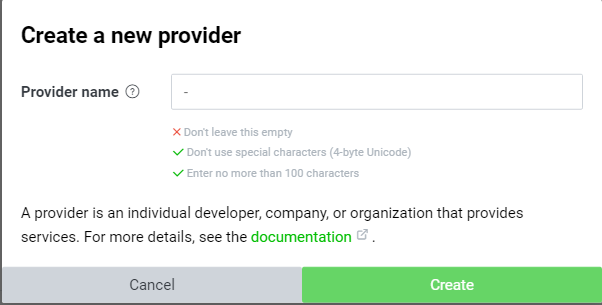 Create a new provider
Provider name ?
-
Don't leave this empty
Don't use special characters (4-byte Unicode)
Enter no more than 100 characters
A provider is an individual developer, company, or organization that provides
services. For more details, see the documentation .
Cancel
Create